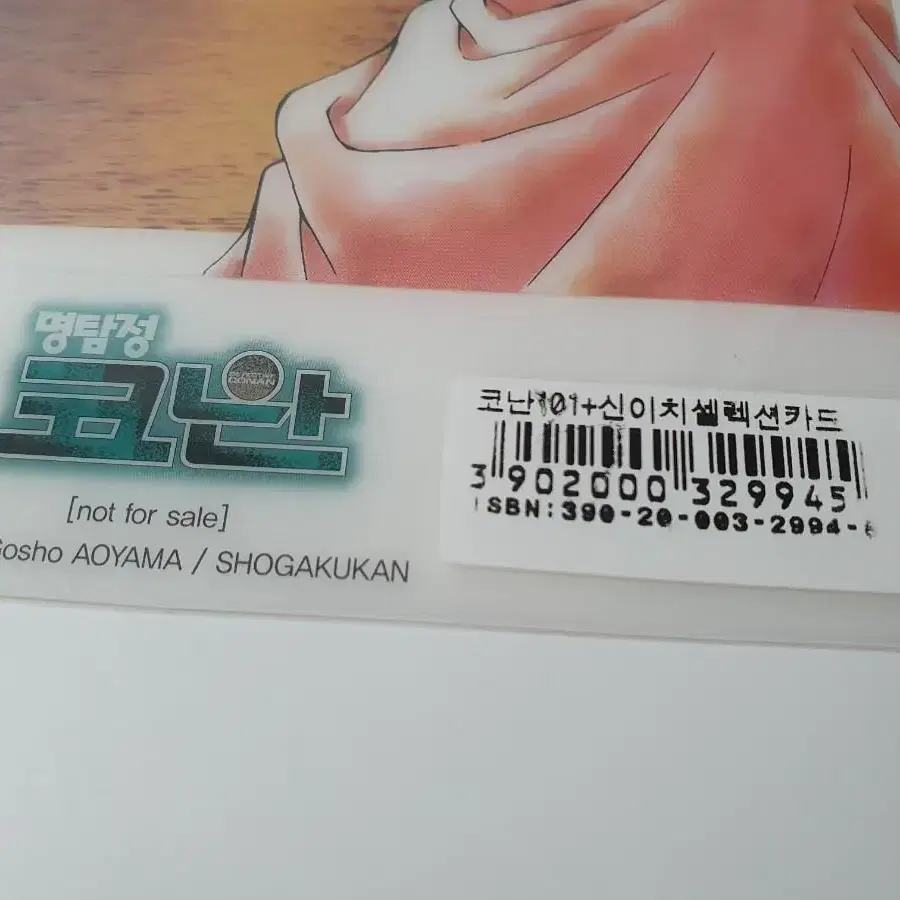 명탐정
코난
DETECTIVE CONAN
[not for sale]
Gosho AOYAMA / SHOGAKUKAN
코난101+신이치셀렉션카드
3 902000 329945
ISBN:390-20-003-2994-